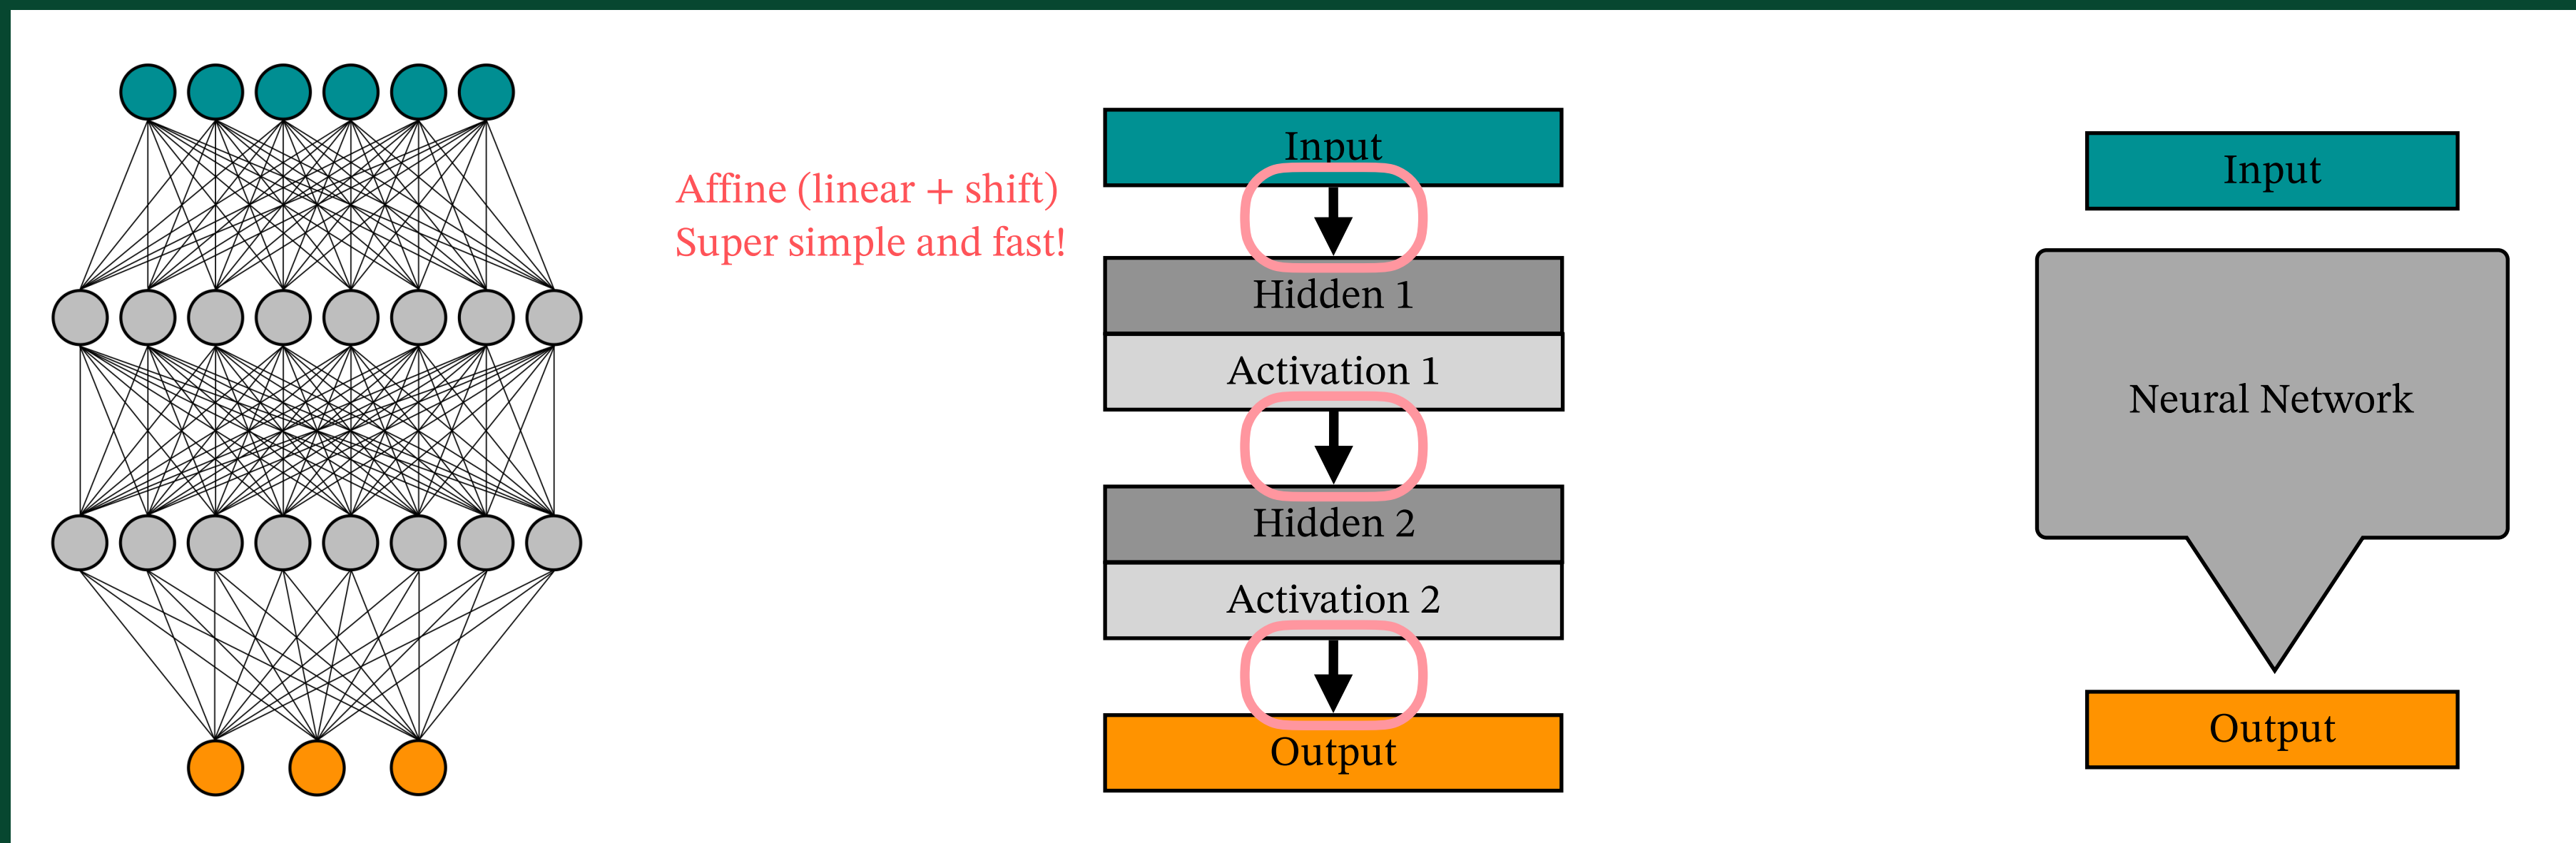 Affine (linear + shift)
Super simple and fast!
Input
Hidden 1
Activation 1
Hidden 2
Activation 2
Output
Input
Neural Network
Output